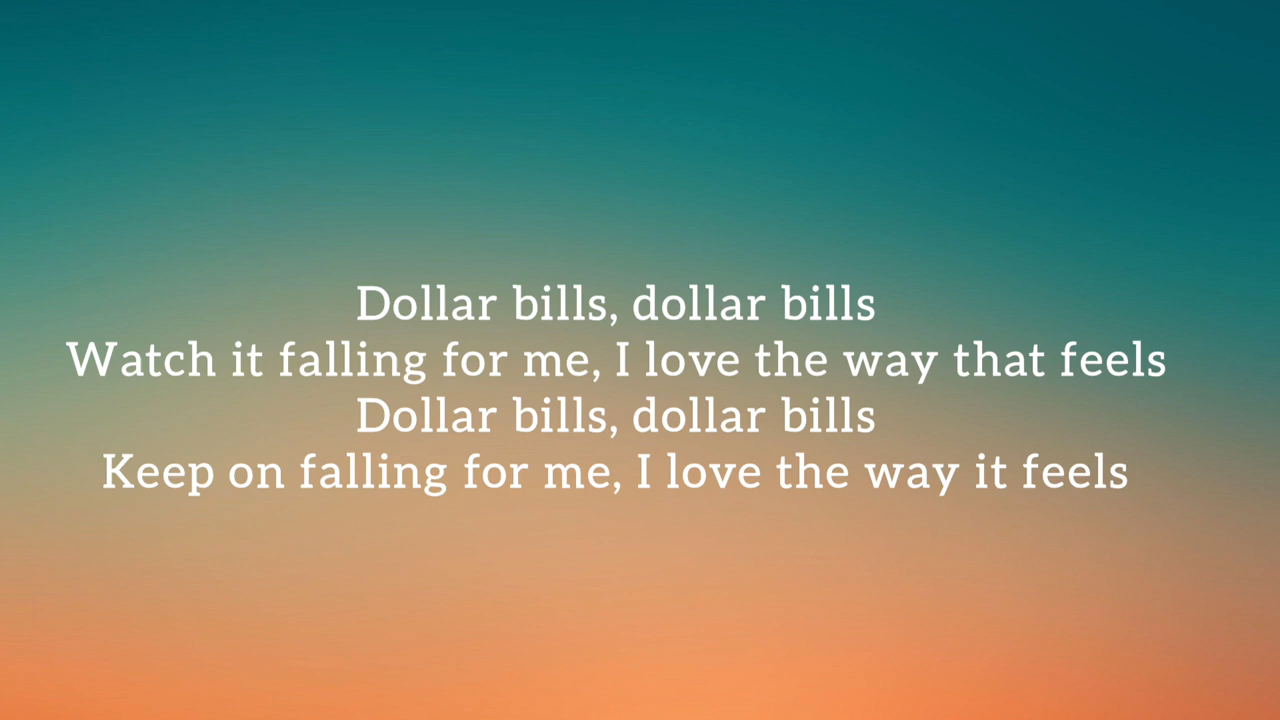 Dollar bills, dollar bills
Watch it falling for me, I love the way that feels
Dollar bills, dollar bills
Keep on falling for me, I love the way it feels